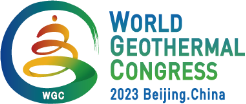 WORLD
GEOTHERMAL
CONGRESS
WGC
2023 Beijing.China